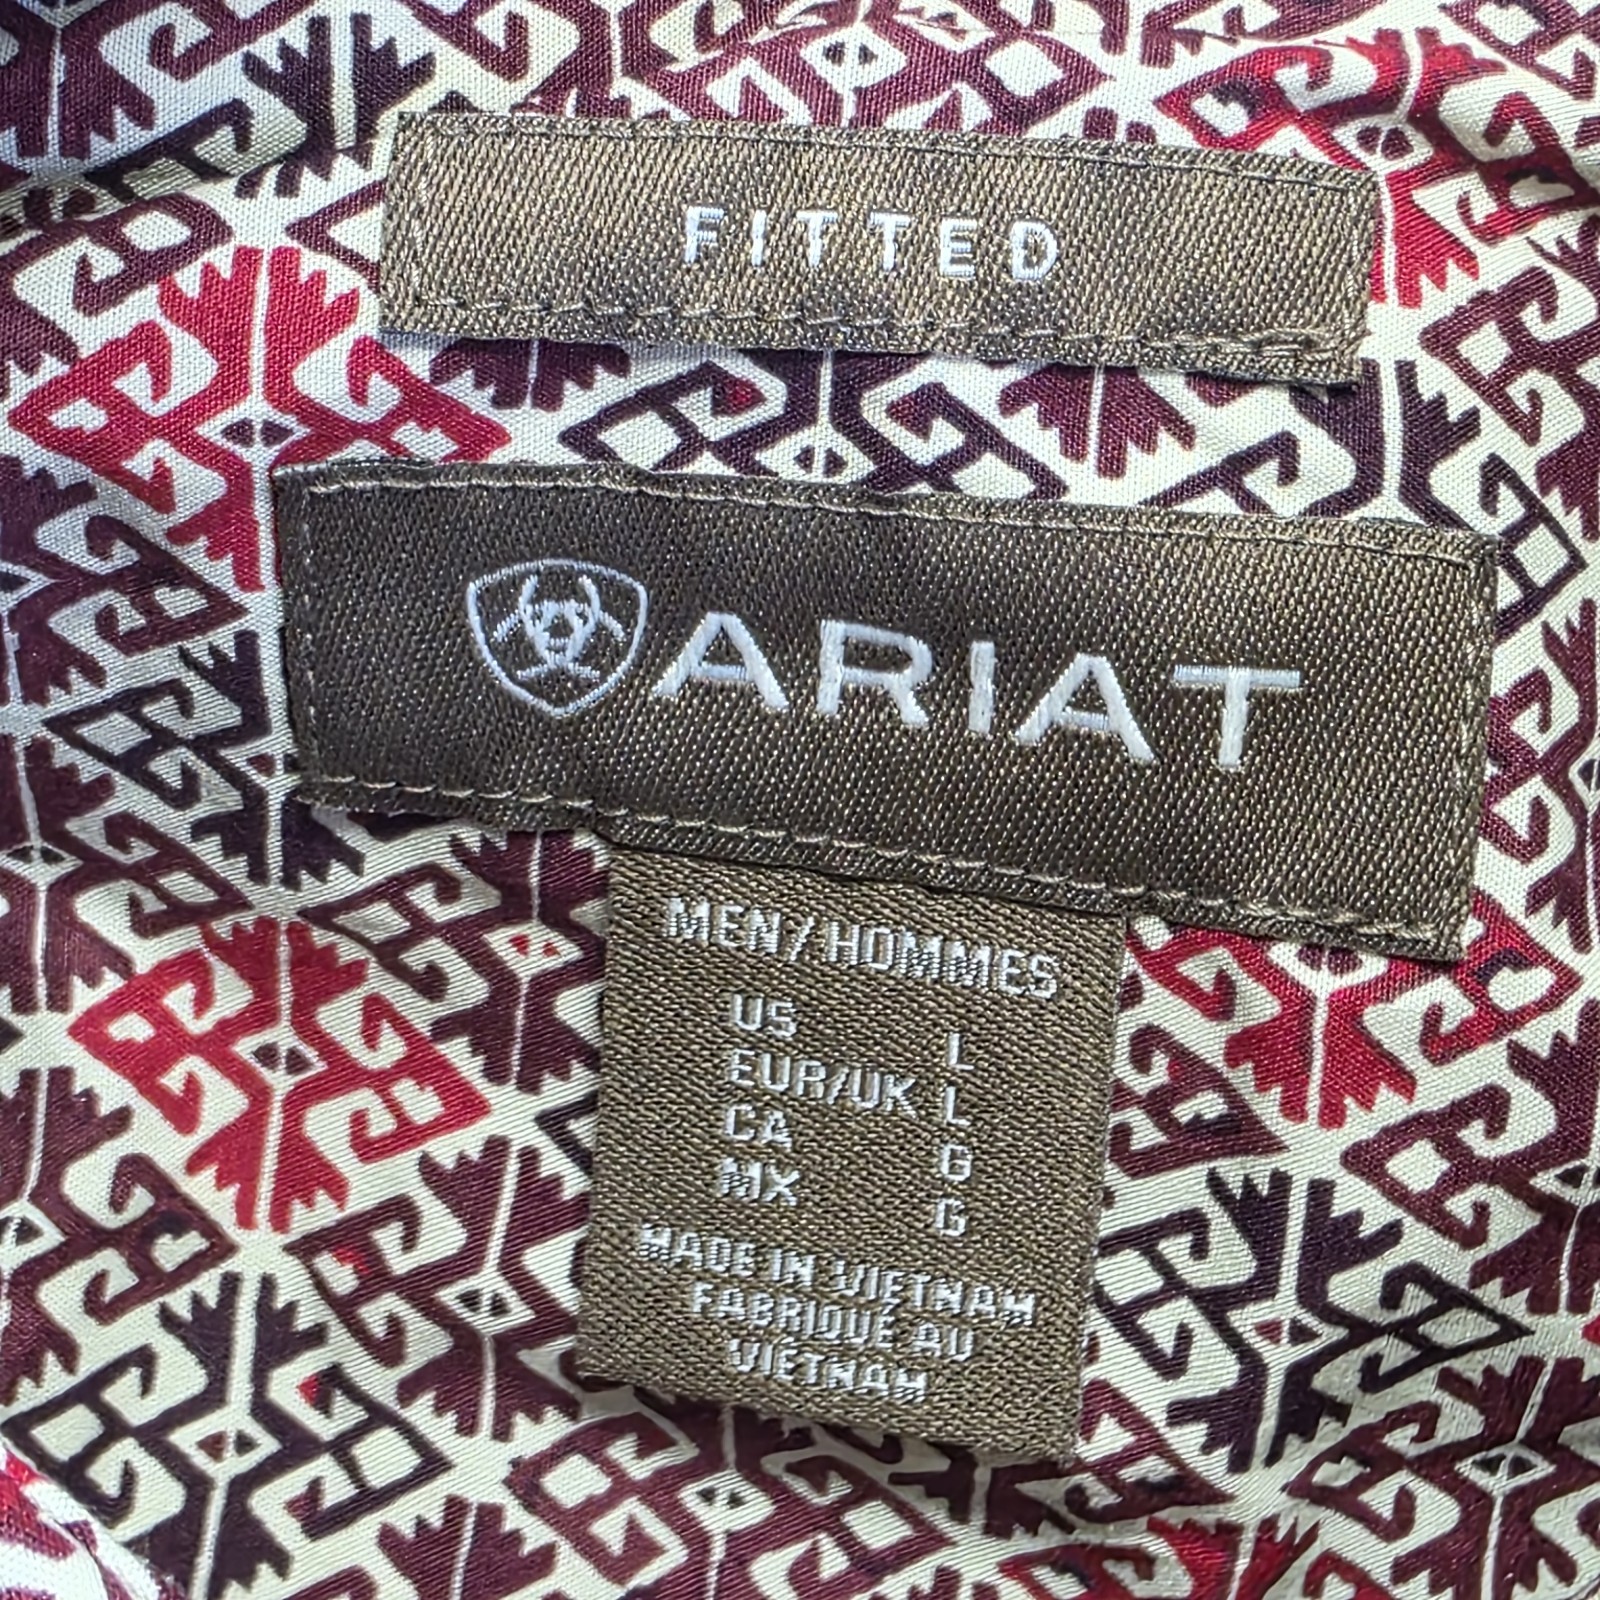 FITTED
ARIAT
MEN/HOMMES
US L
EUR/UK L
CA G
MX G
MADE IN VIETNAM
FABRIQUÉ AU
VIETNAM